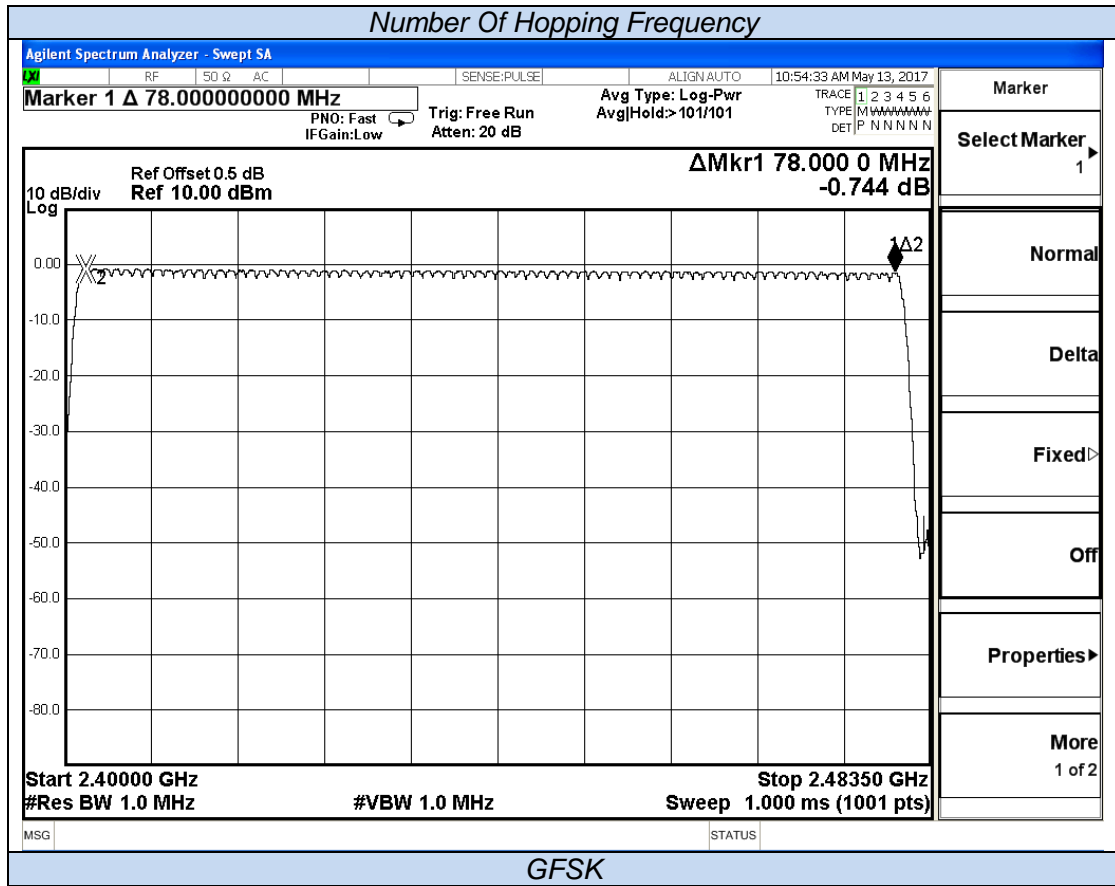 Number Of Hopping Frequency
Agilent Spectrum Analyzer - Swept SA
LXI RF 50 Ω AC SENSE:PULSE ALIGN AUTO 10:54:33 AM May 13, 2017
Marker 1 Δ 78.000000000 MHz
PNO: Fast
IFGain:Low
Trig: Free Run
Atten: 20 dB
Avg Type: Log-Pwr
Avg|Hold:>101/101
TRACE 1 2 3 4 5 6
TYPE M WWWWW
DET P N N N N N
Ref Offset 0.5 dB
10 dB/div Ref 10.00 dBm
Log
ΔMkr1 78.000 0 MHz
-0.744 dB
1Δ2
2
0.00
-10.0
-20.0
-30.0
-40.0
-50.0
-60.0
-70.0
-80.0
Start 2.40000 GHz Stop 2.48350 GHz
#Res BW 1.0 MHz #VBW 1.0 MHz Sweep 1.000 ms (1001 pts)
MSG STATUS
Marker
Select Marker
1
Normal
Delta
Fixed
Off
Properties
More
1 of 2
GFSK